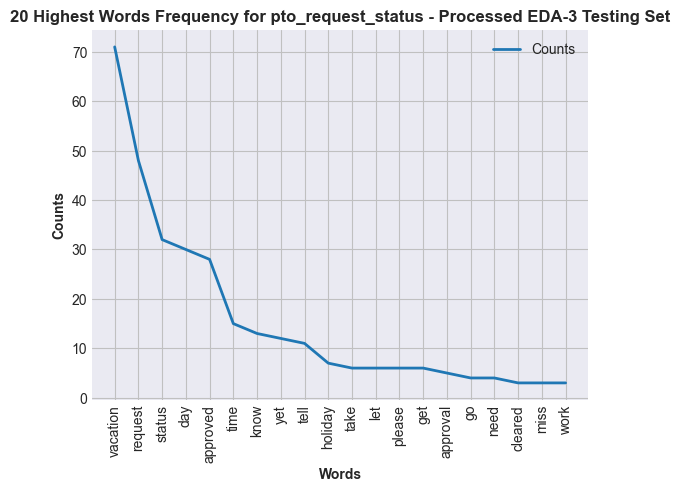 20 Highest Words Frequency for pto_request_status - Processed EDA-3 Testing Set
Counts
70
60
50
40
30
20
10
0
Counts
vacation
request
status
day
approved
time
know
yet
tell
holiday
take
let
please
get
approval
go
need
cleared
miss
work
Words